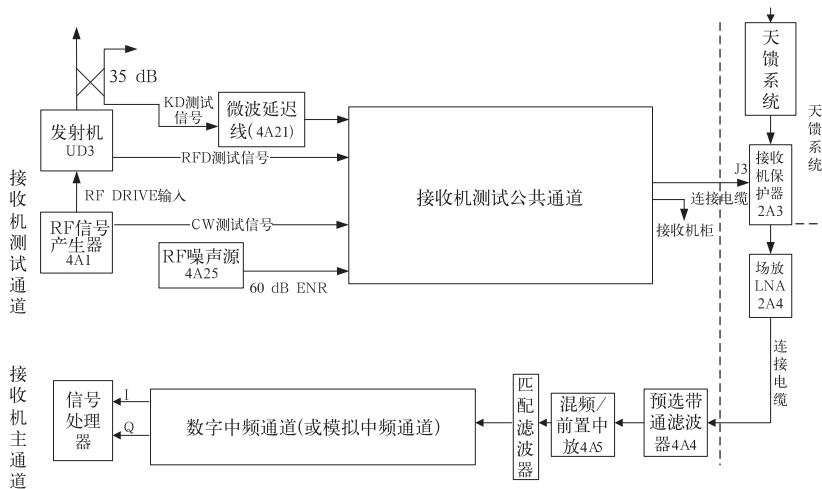 35 dB
KD测试
信号
微波延迟
线(4A21)
天
馈
系
统
天
馈
系
统
发射机
UD3
RFD测试信号
RF DRIVE输入
接收机测试公共通道
J3
连接电缆
接收
机保
护器
2A3
接收机柜
接
收
机
测
试
通
道
RF信号
产生器
4A1
CW测试信号
RF噪声源
4A25
60 dB ENR
场放
LNA
2A4
连
接
电
缆
接
收
机
主
通
道
信号
处理
器
I
Q
数字中频通道(或模拟中频通道)
匹
配
滤
波
器
混频/
前置中
放4A5
预选带
通滤波
器4A4